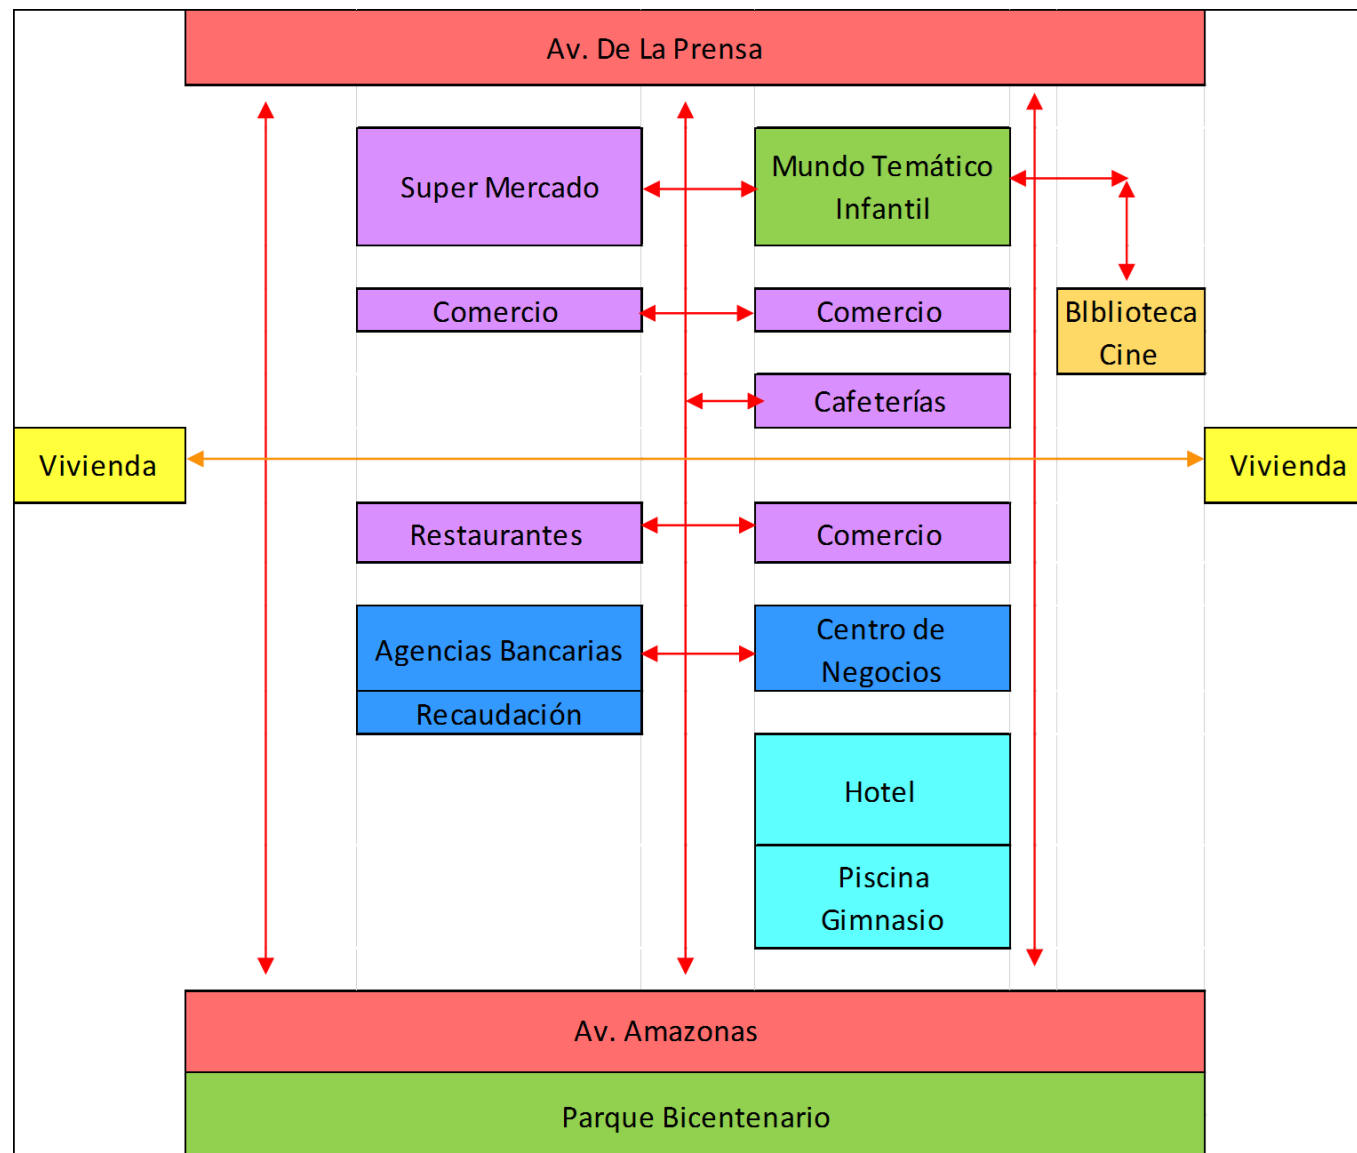 Av. De La Prensa
Super Mercado
Mundo Temático
Infantil
Comercio
Comercio
BIblioteca
Cine
Cafeterías
Vivienda
Vivienda
Restaurantes
Comercio
Agencias Bancarias
Centro de
Negocios
Recaudación
Hotel
Piscina
Gimnasio
Av. Amazonas
Parque Bicentenario